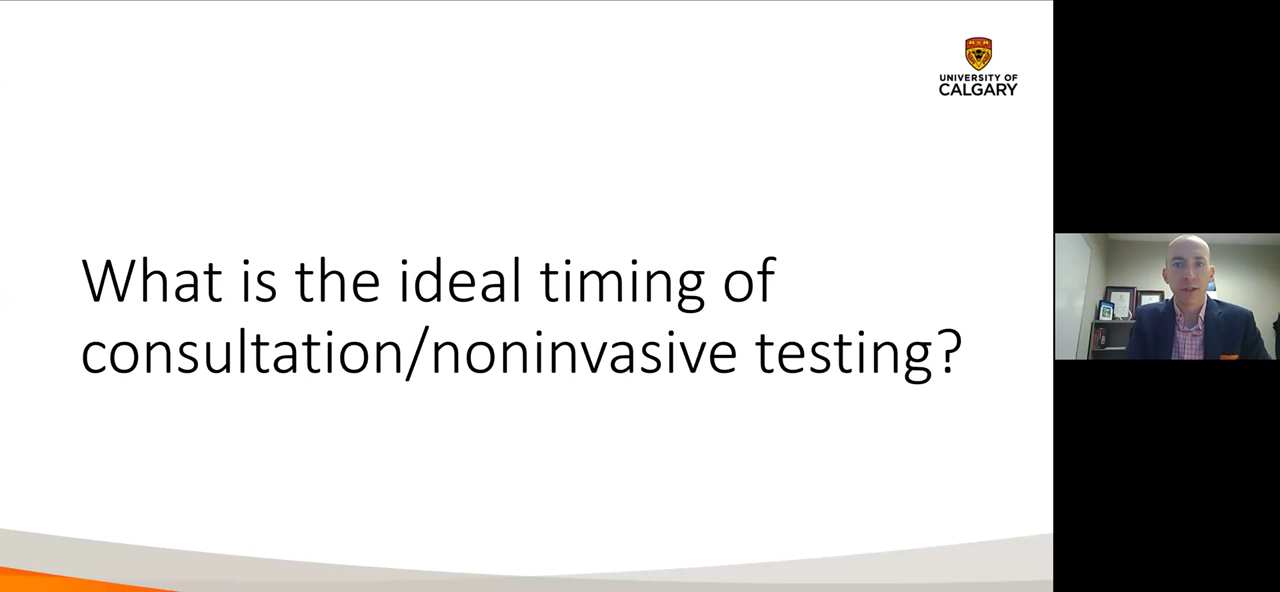 UNIVERSITY OF
CALGARY
What is the ideal timing of
consultation/noninvasive testing?